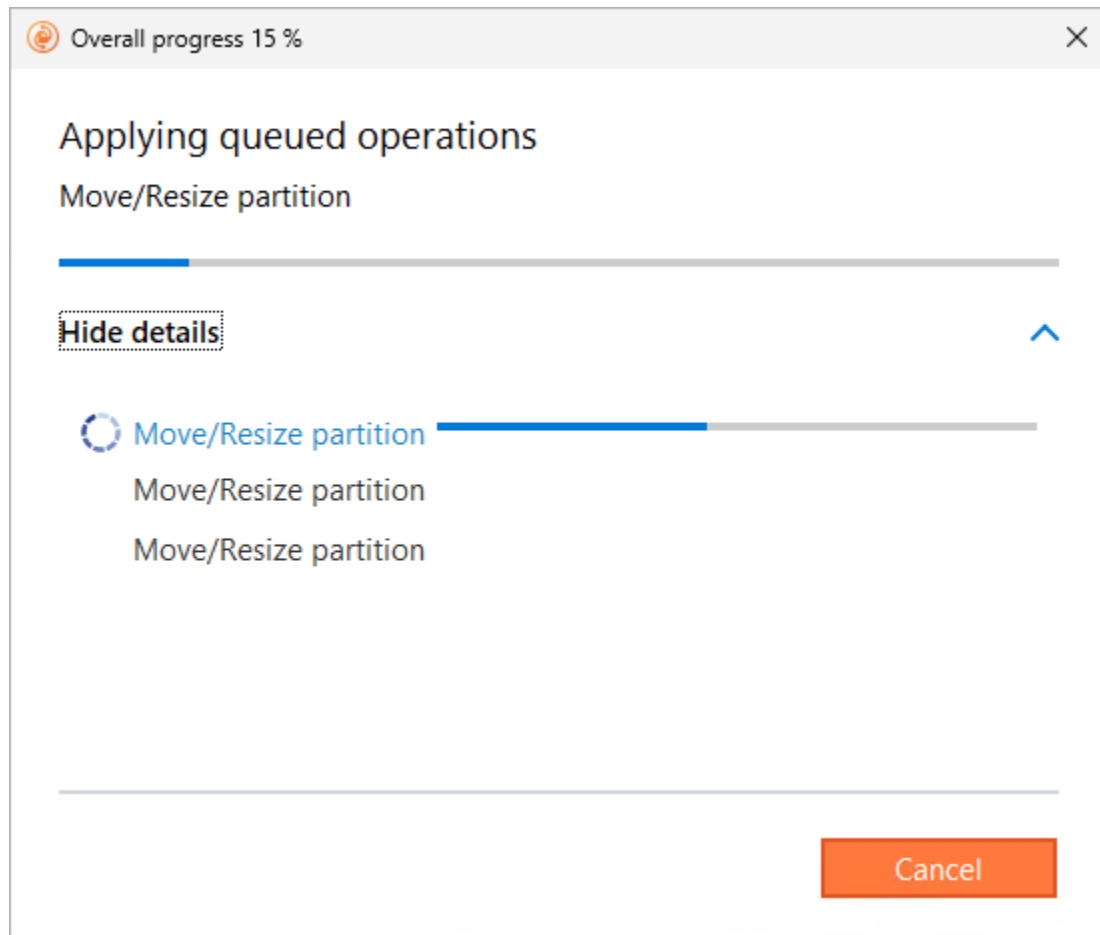 Overall progress 15 %
Applying queued operations
Move/Resize partition
Hide details
Move/Resize partition
Move/Resize partition
Move/Resize partition
Cancel